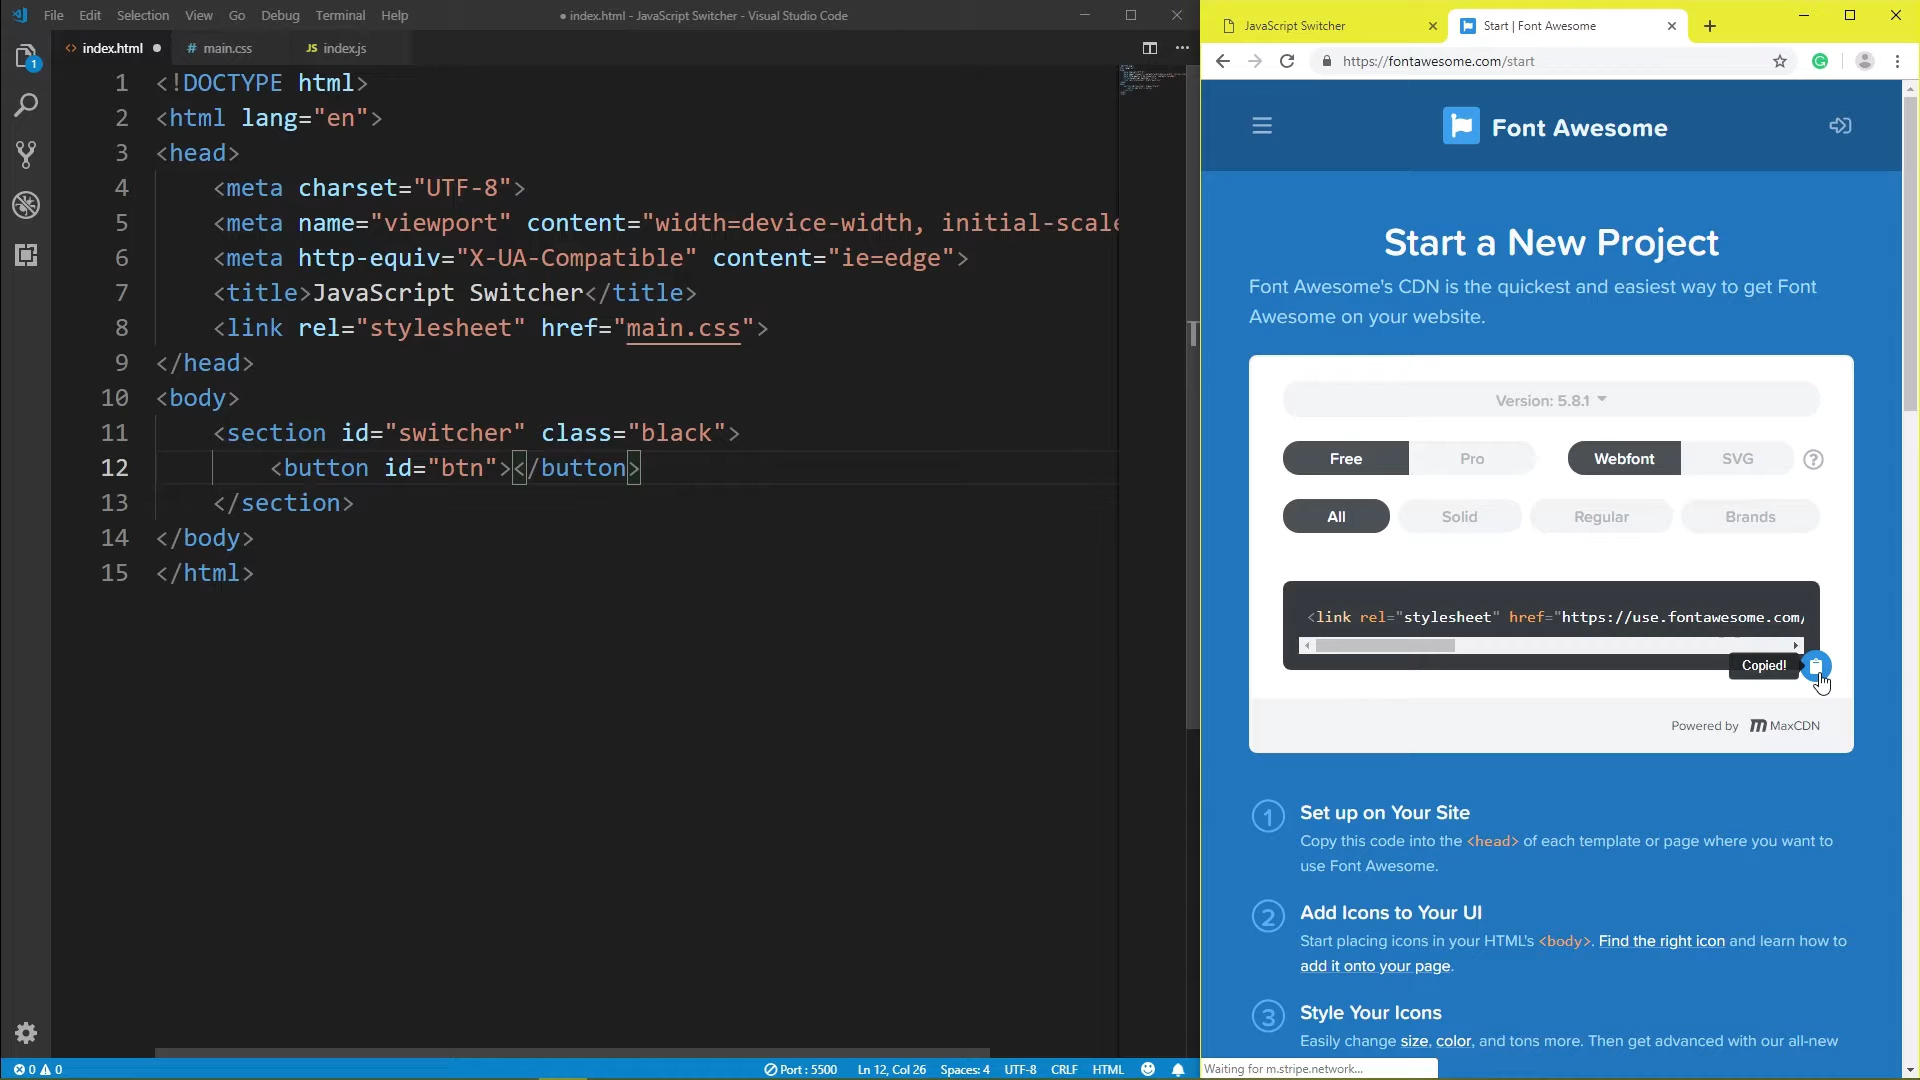 File Edit Selection View Go Debug Terminal Help
● index.html - JavaScript Switcher - Visual Studio Code
<> index.html ●
# main.css
JS index.js
1
1 <!DOCTYPE html>
2 <html lang="en">
3 <head>
4 <meta charset="UTF-8">
5 <meta name="viewport" content="width=device-width, initial-scale
6 <meta http-equiv="X-UA-Compatible" content="ie=edge">
7 <title>JavaScript Switcher</title>
8 <link rel="stylesheet" href="main.css">
9 </head>
10 <body>
11 <section id="switcher" class="black">
12 <button id="btn"></button>
13 </section>
14 </body>
15 </html>
0 0
Port : 5500
Ln 12, Col 26
Spaces: 4
UTF-8
CRLF
HTML
JavaScript Switcher
Start | Font Awesome
https://fontawesome.com/start
Font Awesome
Start a New Project
Font Awesome's CDN is the quickest and easiest way to get Font
Awesome on your website.
Version: 5.8.1
Free Pro Webfont SVG ?
All Solid Regular Brands
<link rel="stylesheet" href="https://use.fontawesome.com/
Copied!
Powered by MaxCDN
1 Set up on Your Site
Copy this code into the <head> of each template or page where you want to
use Font Awesome.
2 Add Icons to Your UI
Start placing icons in your HTML's <body>. Find the right icon and learn how to
add it onto your page.
3 Style Your Icons
Easily change size, color, and tons more. Then get advanced with our all-new
Waiting for m.stripe.network...